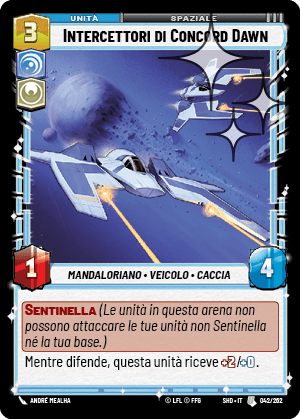 UNITÀ
SPAZIALE
3
INTERCETTORI DI CONCORD DAWN
1
4
MANDALORIANO • VEICOLO • CACCIA
SENTINELLA (Le unità in questa arena non
possono attaccare le tue unità non Sentinella
né la tua base.)
Mentre difende, questa unità riceve +2/+0.
ANDRÉ MEALHA
© LFL © FFG
SHD • IT
042/262